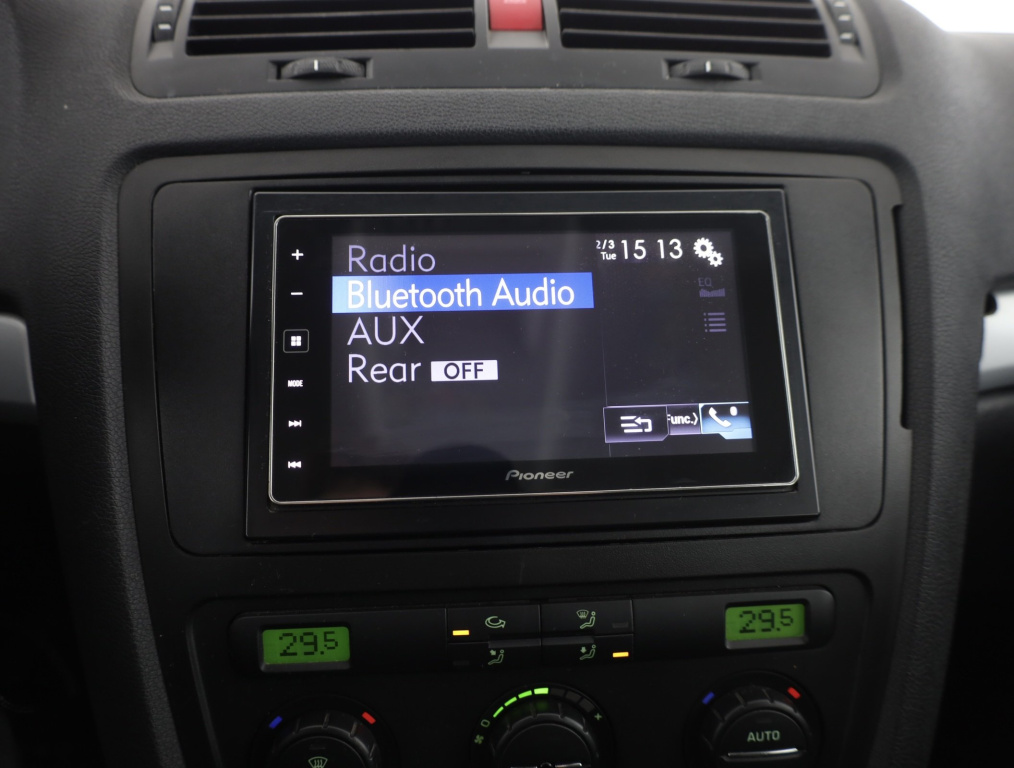 Radio
2/3
Tue
15 13
Bluetooth Audio
EQ
AUX
MODE
Rear OFF
Func.
Pioneer
29.5
29.5
0
AUTO